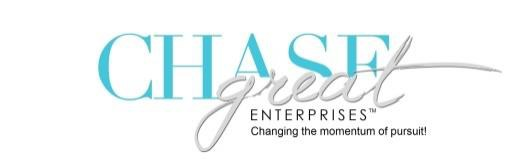 CHASE
great
ENTERPRISES™
Changing the momentum of pursuit!